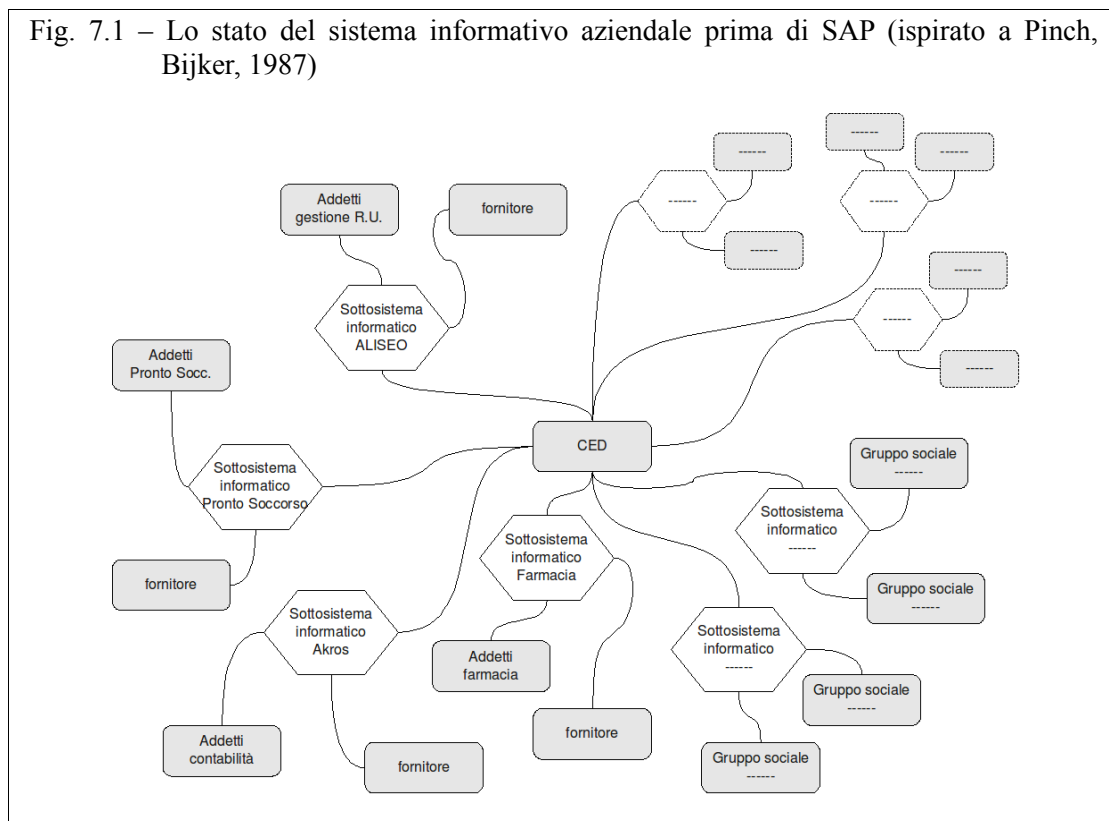 Fig. 7.1 – Lo stato del sistema informativo aziendale prima di SAP (ispirato a Pinch,
Bijker, 1987)
------
------
------
------
------
------
------
------
------
Addetti
gestione R.U.
fornitore
Sottosistema
informatico
ALISEO
Addetti
Pronto Socc.
Sottosistema
informatico
Pronto Soccorso
fornitore
CED
Gruppo sociale
------
Sottosistema
informatico
------
Gruppo sociale
------
Sottosistema
informatico
Farmacia
Addetti
farmacia
fornitore
Sottosistema
informatico
Akros
Addetti
contabilità
fornitore
Sottosistema
informatico
------
Gruppo sociale
------
Gruppo sociale
------